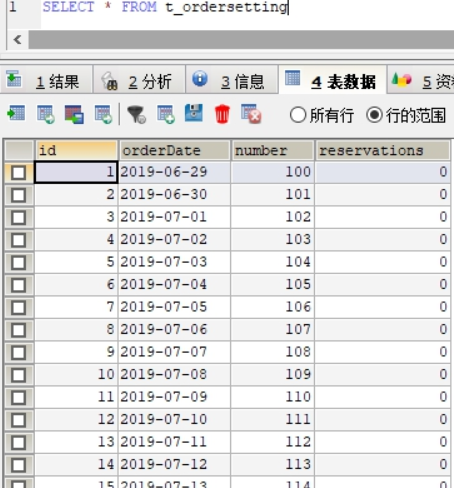 1 SELECT * FROM t_ordersetting
1 结果 2 分析 3 信息 4 表数据 5 资
所有行 行的范围
id orderDate number reservations
1 2019-06-29 100 0
2 2019-06-30 101 0
3 2019-07-01 102 0
4 2019-07-02 103 0
5 2019-07-03 104 0
6 2019-07-04 105 0
7 2019-07-05 106 0
8 2019-07-06 107 0
9 2019-07-07 108 0
10 2019-07-08 109 0
11 2019-07-09 110 0
12 2019-07-10 111 0
13 2019-07-11 112 0
14 2019-07-12 113 0
15 2019-07-13 114 0